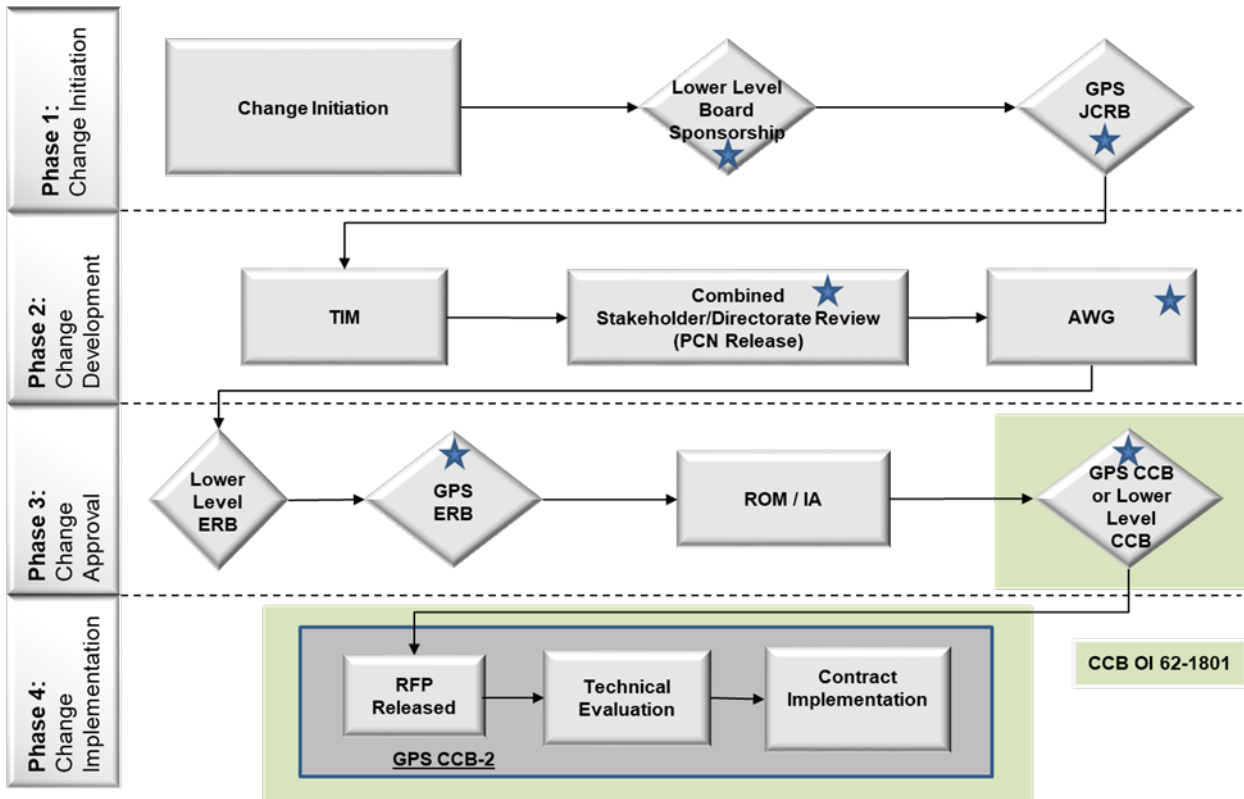 Phase 1:
Change Initiation
Change Initiation
Lower Level
Board
Sponsorship
GPS
JCRB
Phase 2:
Change
Development
TIM
Combined
Stakeholder/Directorate Review
(PCN Release)
AWG
Phase 3:
Change
Approval
Lower
Level
ERB
GPS
ERB
ROM / IA
GPS CCB
or Lower
Level
CCB
Phase 4:
Change
Implementation
RFP
Released
Technical
Evaluation
Contract
Implementation
GPS CCB-2
CCB OI 62-1801